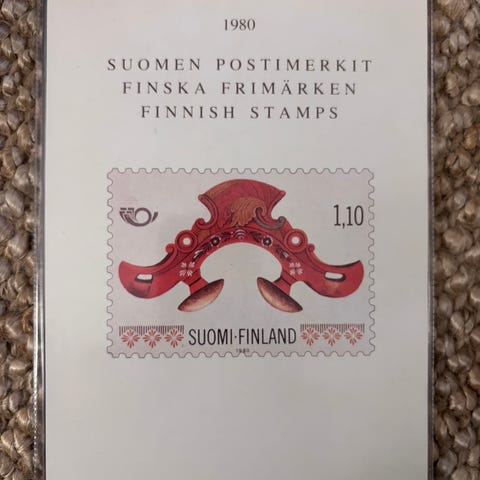 1980
SUOMEN POSTIMERKIT
FINSKA FRIMÄRKEN
FINNISH STAMPS
1,10
SUOMI·FINLAND
1980